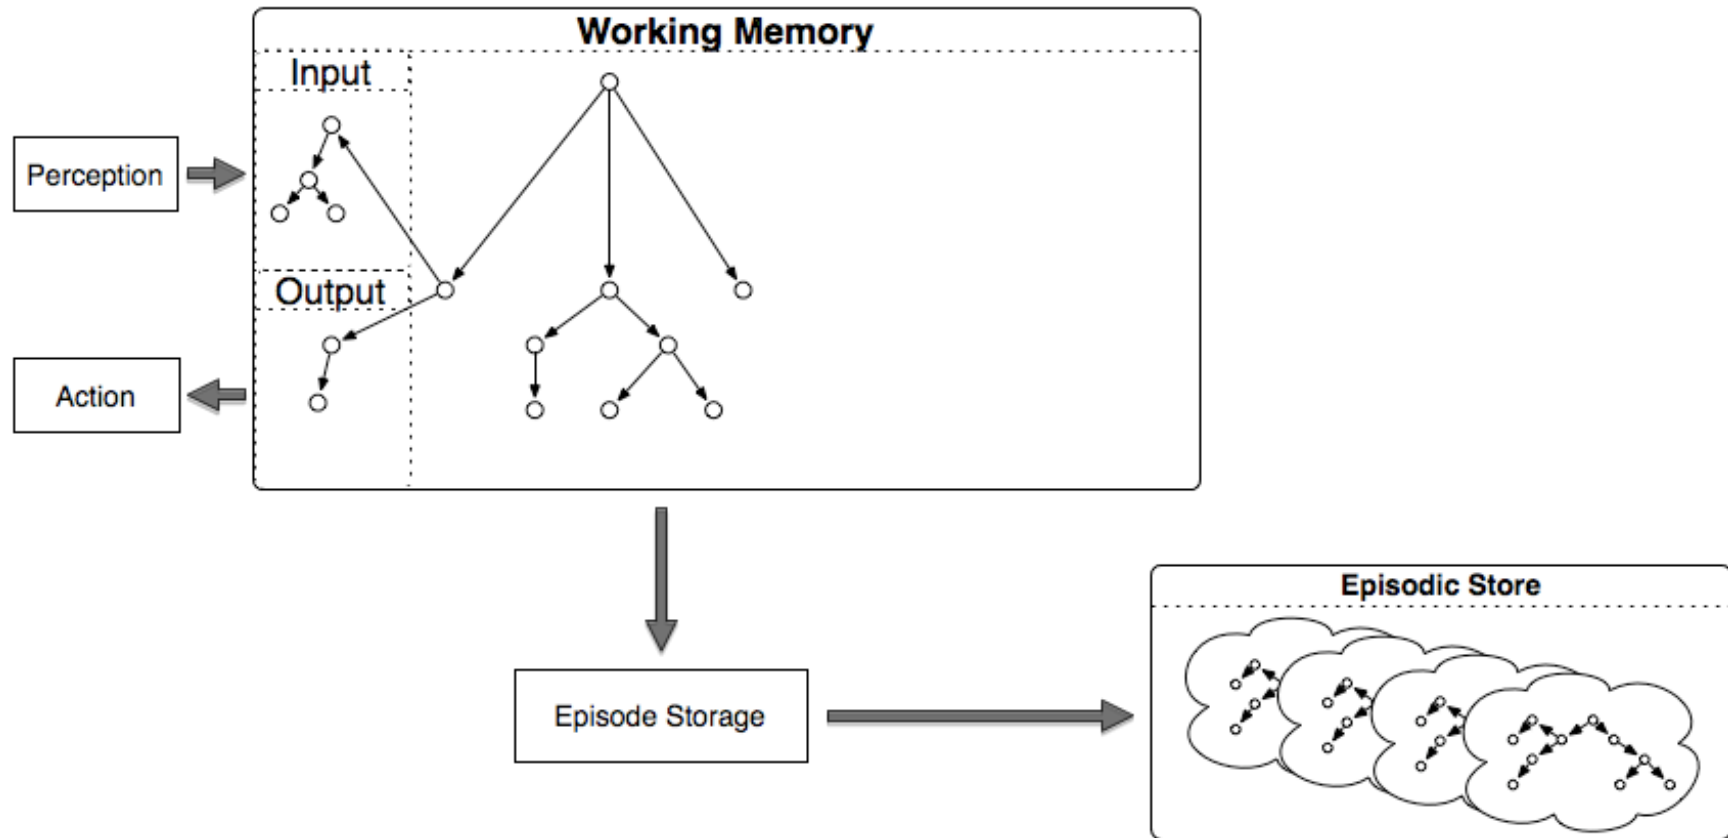 Working Memory
Input
Perception
Output
Action
Episodic Store
Episode Storage